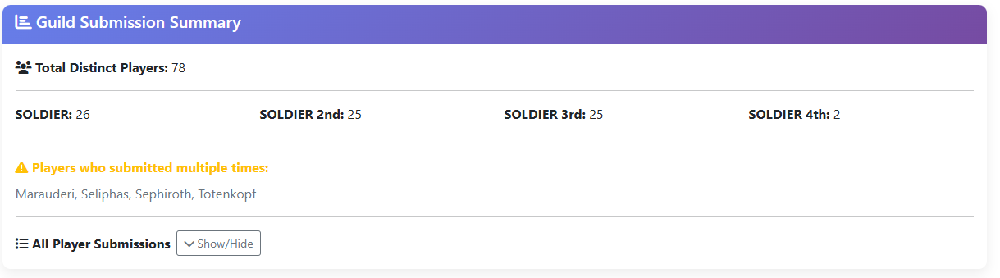 Guild Submission Summary
Total Distinct Players: 78
SOLDIER: 26 SOLDIER 2nd: 25 SOLDIER 3rd: 25 SOLDIER 4th: 2
Players who submitted multiple times:
Marauderi, Seliphas, Sephiroth, Totenkopf
All Player Submissions Show/Hide